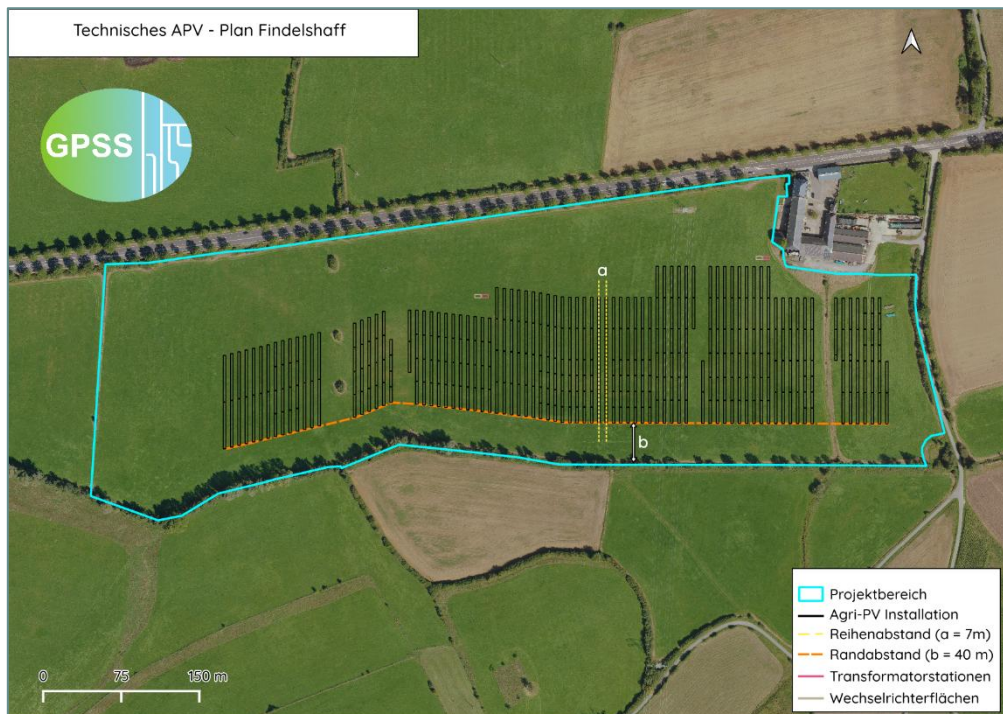 Technisches APV - Plan Findelshaff
GPSS
a
b
Projektbereich
Agri-PV Installation
Reihenabstand (a = 7m)
Randabstand (b = 40 m)
Transformatorstationen
Wechselrichterflächen
0 75 150 m